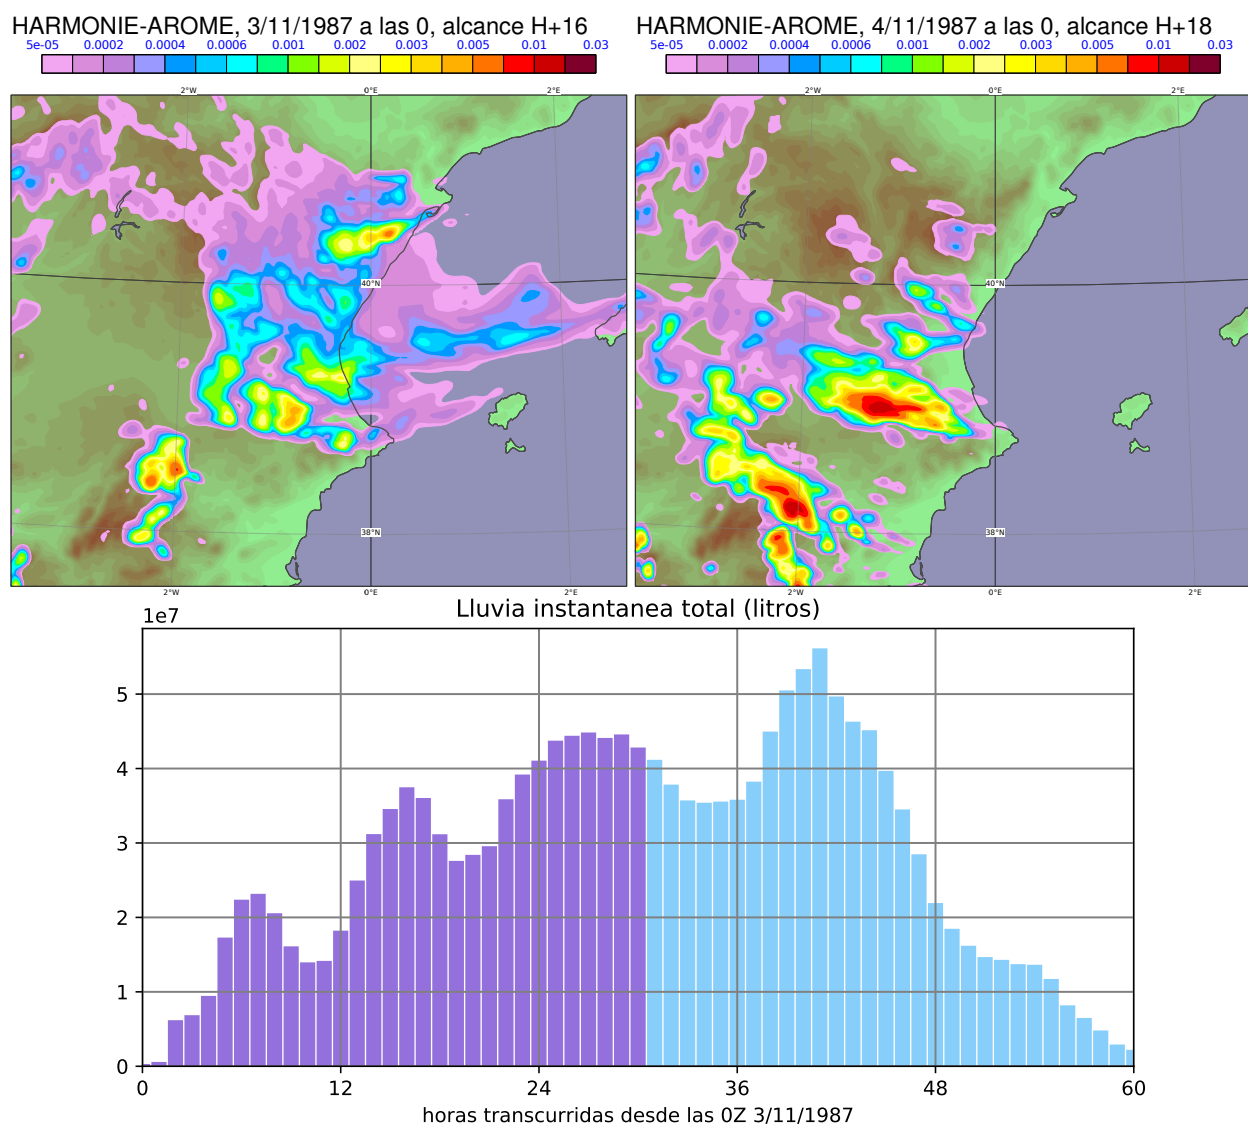 HARMONIE-AROME, 3/11/1987 a las 0, alcance H+16
5e-05 0.0002 0.0004 0.0006 0.001 0.002 0.003 0.005 0.01 0.03
2°W 0°E 2°E
40°N
38°N
2°W 0°E 2°E
HARMONIE-AROME, 4/11/1987 a las 0, alcance H+18
5e-05 0.0002 0.0004 0.0006 0.001 0.002 0.003 0.005 0.01 0.03
2°W 0°E 2°E
40°N
38°N
2°W 0°E 2°E
Lluvia instantanea total (litros)
1e7
5
4
3
2
1
0
0 12 24 36 48 60
horas transcurridas desde las 0Z 3/11/1987